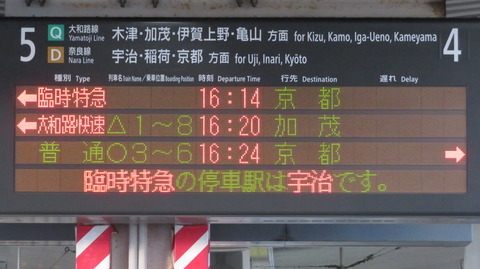 5 Q 大和路線 Yamatoji Line 木津・加茂・伊賀上野・亀山 方面 for Kizu, Kamo, Iga-Ueno, Kameyama 4
D 奈良線 Nara Line 宇治・稲荷・京都 方面 for Uji, Inari, Kyōto
種別 Type 列車名/乗車位置 Train Name/Boarding Position 時刻 Departure Time 行先 Destination 遅れ Delay
←臨時特急 16:14 京都
←大和路快速 △1~8 16:20 加茂
普通 ○3~6 16:24 京都 →
臨時特急の停車駅は宇治です。